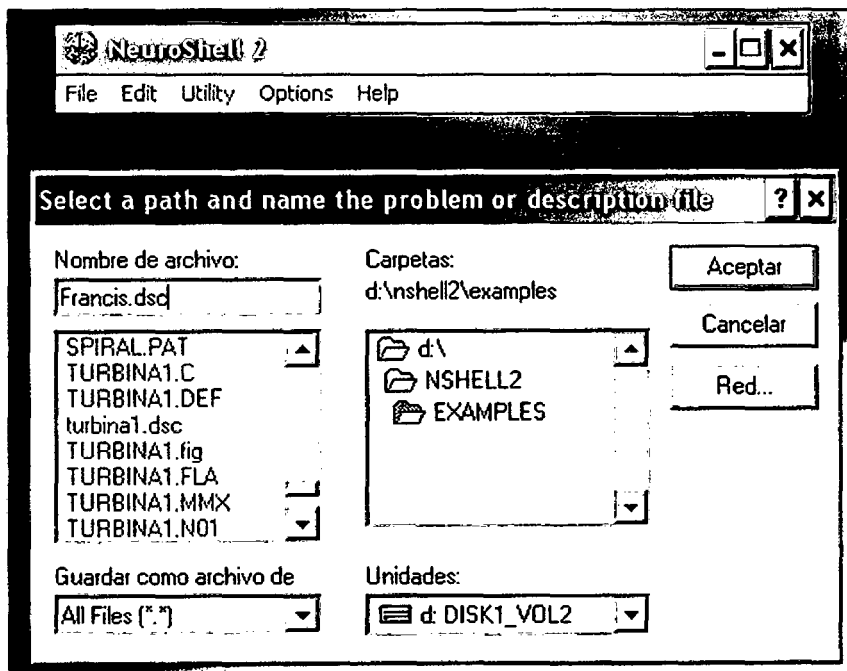 NeuroShell 2
File Edit Utility Options Help
Select a path and name the problem or description file
Nombre de archivo:
Francis.dsc
SPIRAL.PAT
TURBINA1.C
TURBINA1.DEF
turbina1.dsc
TURBINA1.fig
TURBINA1.FLA
TURBINA1.MMX
TURBINA1.N01
Guardar como archivo de
All Files (*.*)
Carpetas:
d:\nshell2\examples
d:\
NSHELL2
EXAMPLES
Unidades:
d: DISK1_VOL2
Aceptar
Cancelar
Red...